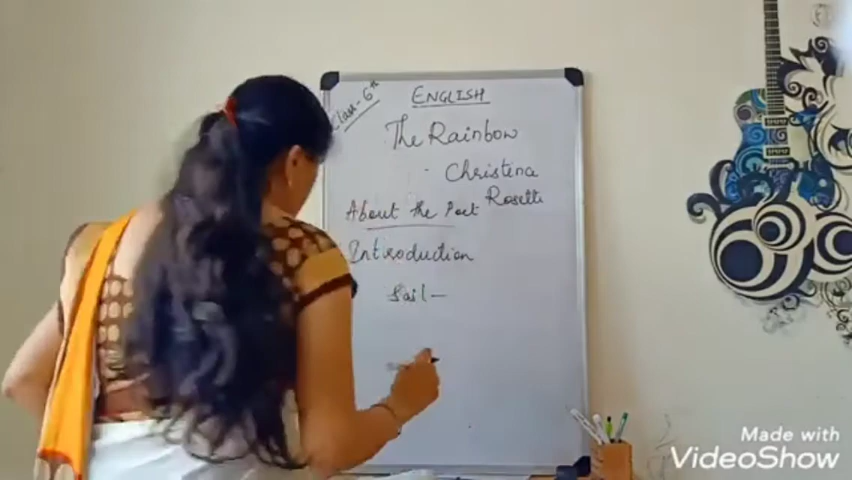 Class-6th
ENGLISH
The Rainbow
- Christina
Rosetti
About the Poet
Introduction
Sail-
Made with
VideoShow